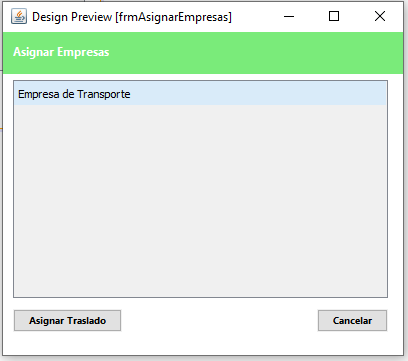 Design Preview [frmAsignarEmpresas]
Asignar Empresas
Empresa de Transporte
Asignar Traslado
Cancelar